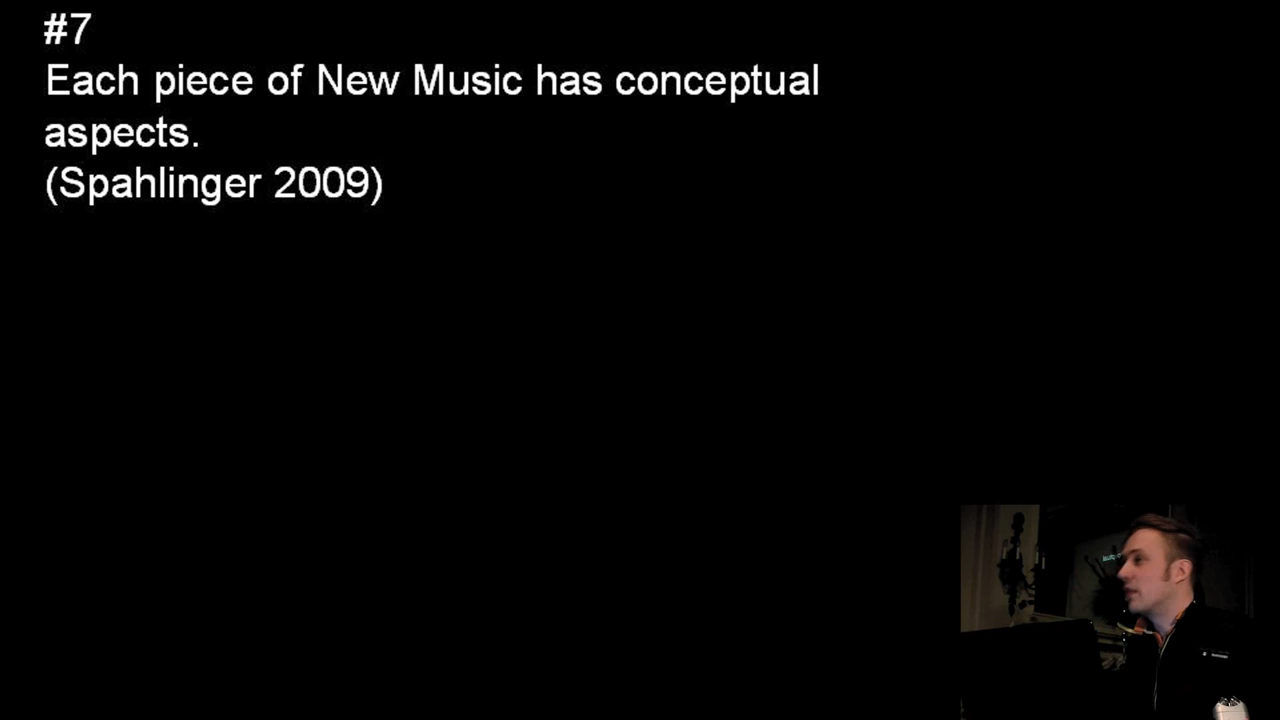 #7
Each piece of New Music has conceptual
aspects.
(Spahlinger 2009)